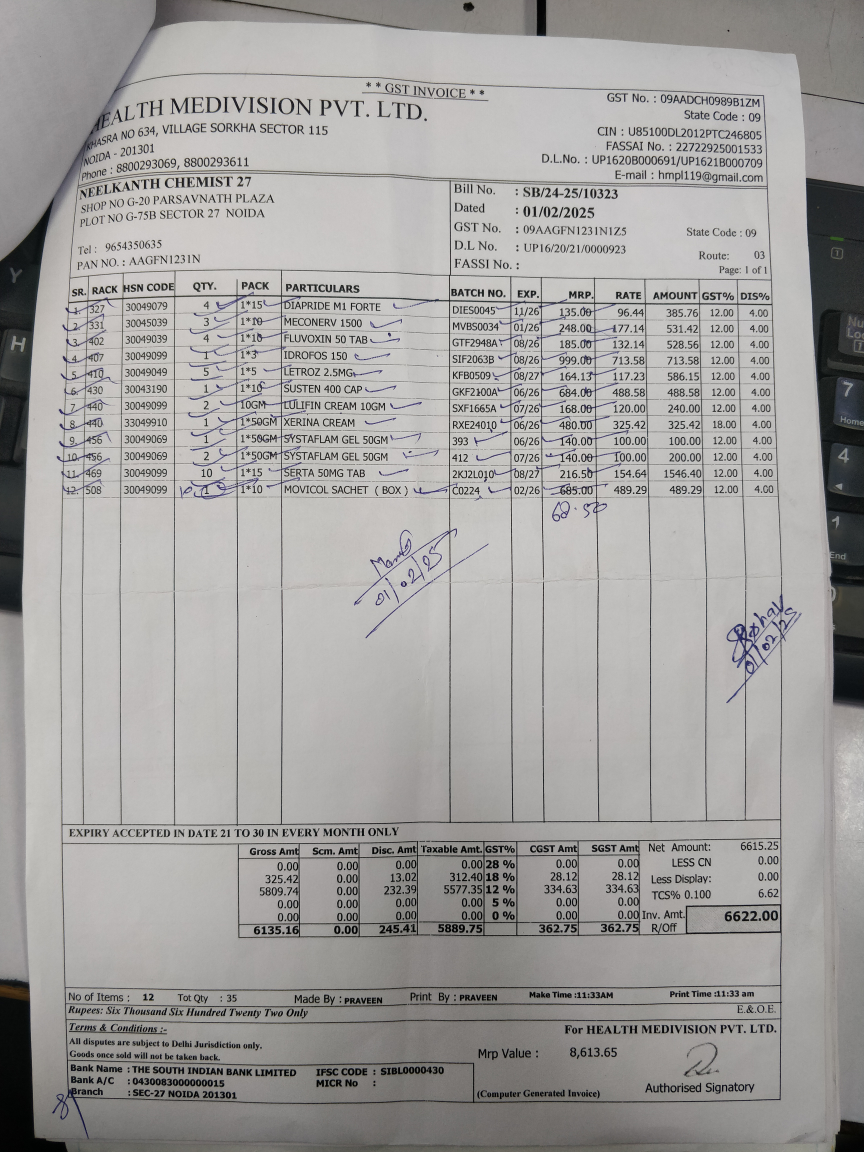 * * GST INVOICE * *
HEALTH MEDIVISION PVT. LTD.
KHASRA NO 634, VILLAGE SORKHA SECTOR 115
NOIDA - 201301
Phone : 8800293069, 8800293611
GST No. : 09AADCH0989B1ZM
State Code : 09
CIN : U85100DL2012PTC246805
FASSAI No. : 22722925001533
D.L.No. : UP1620B000691/UP1621B000709
E-mail : hmpl119@gmail.com
NEELKANTH CHEMIST 27
SHOP NO G-20 PARSAVNATH PLAZA
PLOT NO G-75B SECTOR 27 NOIDA
Tel : 9654350635
PAN NO. : AAGFN1231N
Bill No. : SB/24-25/10323
Dated : 01/02/2025
GST No. : 09AAGFN1231N1Z5 State Code : 09
D.L No. : UP16/20/21/0000923
FASSI No. : Route: 03
Page: 1 of 1
SR. RACK HSN CODE QTY. PACK PARTICULARS BATCH NO. EXP. MRP. RATE AMOUNT GST% DIS%
1. 327 30049079 4 1*15 DIAPRIDE M1 FORTE DIES0045 11/26 135.00 96.44 385.76 12.00 4.00
2. 331 30045039 3 1*10 MECONERV 1500 MVBS0034 01/26 248.00 177.14 531.42 12.00 4.00
3. 402 30049039 4 1*10 FLUVOXIN 50 TAB GTF2948A 08/26 185.00 132.14 528.56 12.00 4.00
4. 407 30049099 1 1*3 IDROFOS 150 SIF2063B 08/26 999.00 713.58 713.58 12.00 4.00
5. 410 30049049 5 1*5 LETROZ 2.5MG KFB0509 08/27 164.13 117.23 586.15 12.00 4.00
6. 430 30043190 1 1*10 SUSTEN 400 CAP GKF2100A 06/26 684.00 488.58 488.58 12.00 4.00
7. 440 30049099 2 10GM LULIFIN CREAM 10GM SXF1665A 07/26 168.00 120.00 240.00 12.00 4.00
8. 440 33049910 1 1*50GM XERINA CREAM RXE24010 06/26 480.00 325.42 325.42 18.00 4.00
9. 456 30049069 1 1*50GM SYSTAFLAM GEL 50GM 393 06/26 140.00 100.00 100.00 12.00 4.00
10. 456 30049069 2 1*50GM SYSTAFLAM GEL 50GM 412 07/26 140.00 100.00 200.00 12.00 4.00
11. 469 30049099 10 1*15 SERTA 50MG TAB 2KJ2L010 08/27 216.50 154.64 1546.40 12.00 4.00
12. 508 30049099 10 1 1*10 MOVICOL SACHET ( BOX ) C0224 02/26 685.00 489.29 489.29 12.00 4.00
68.50
01/02/25
01/02/25
EXPIRY ACCEPTED IN DATE 21 TO 30 IN EVERY MONTH ONLY
Gross Amt Scm. Amt Disc. Amt Taxable Amt. GST% CGST Amt SGST Amt
0.00 0.00 0.00 0.00 28 % 0.00 0.00
325.42 0.00 13.02 312.40 18 % 28.12 28.12
5809.74 0.00 232.39 5577.35 12 % 334.63 334.63
0.00 0.00 0.00 0.00 5 % 0.00 0.00
0.00 0.00 0.00 0.00 0 % 0.00 0.00
6135.16 0.00 245.41 5889.75 362.75 362.75
Net Amount: 6615.25
LESS CN 0.00
Less Display: 0.00
TCS% 0.100 6.62
Inv. Amt. 6622.00
R/Off
No of Items : 12 Tot Qty : 35 Made By : PRAVEEN Print By : PRAVEEN Make Time :11:33AM Print Time :11:33 am
Rupees: Six Thousand Six Hundred Twenty Two Only E.& O.E.
Terms & Conditions :-
All disputes are subject to Delhi Jurisdiction only.
Goods once sold will not be taken back.
For HEALTH MEDIVISION PVT. LTD.
Mrp Value : 8,613.65
Bank Name : THE SOUTH INDIAN BANK LIMITED IFSC CODE : SIBL0000430
Bank A/C : 0430083000000015 MICR No :
Branch : SEC-27 NOIDA 201301
(Computer Generated Invoice)
Authorised Signatory